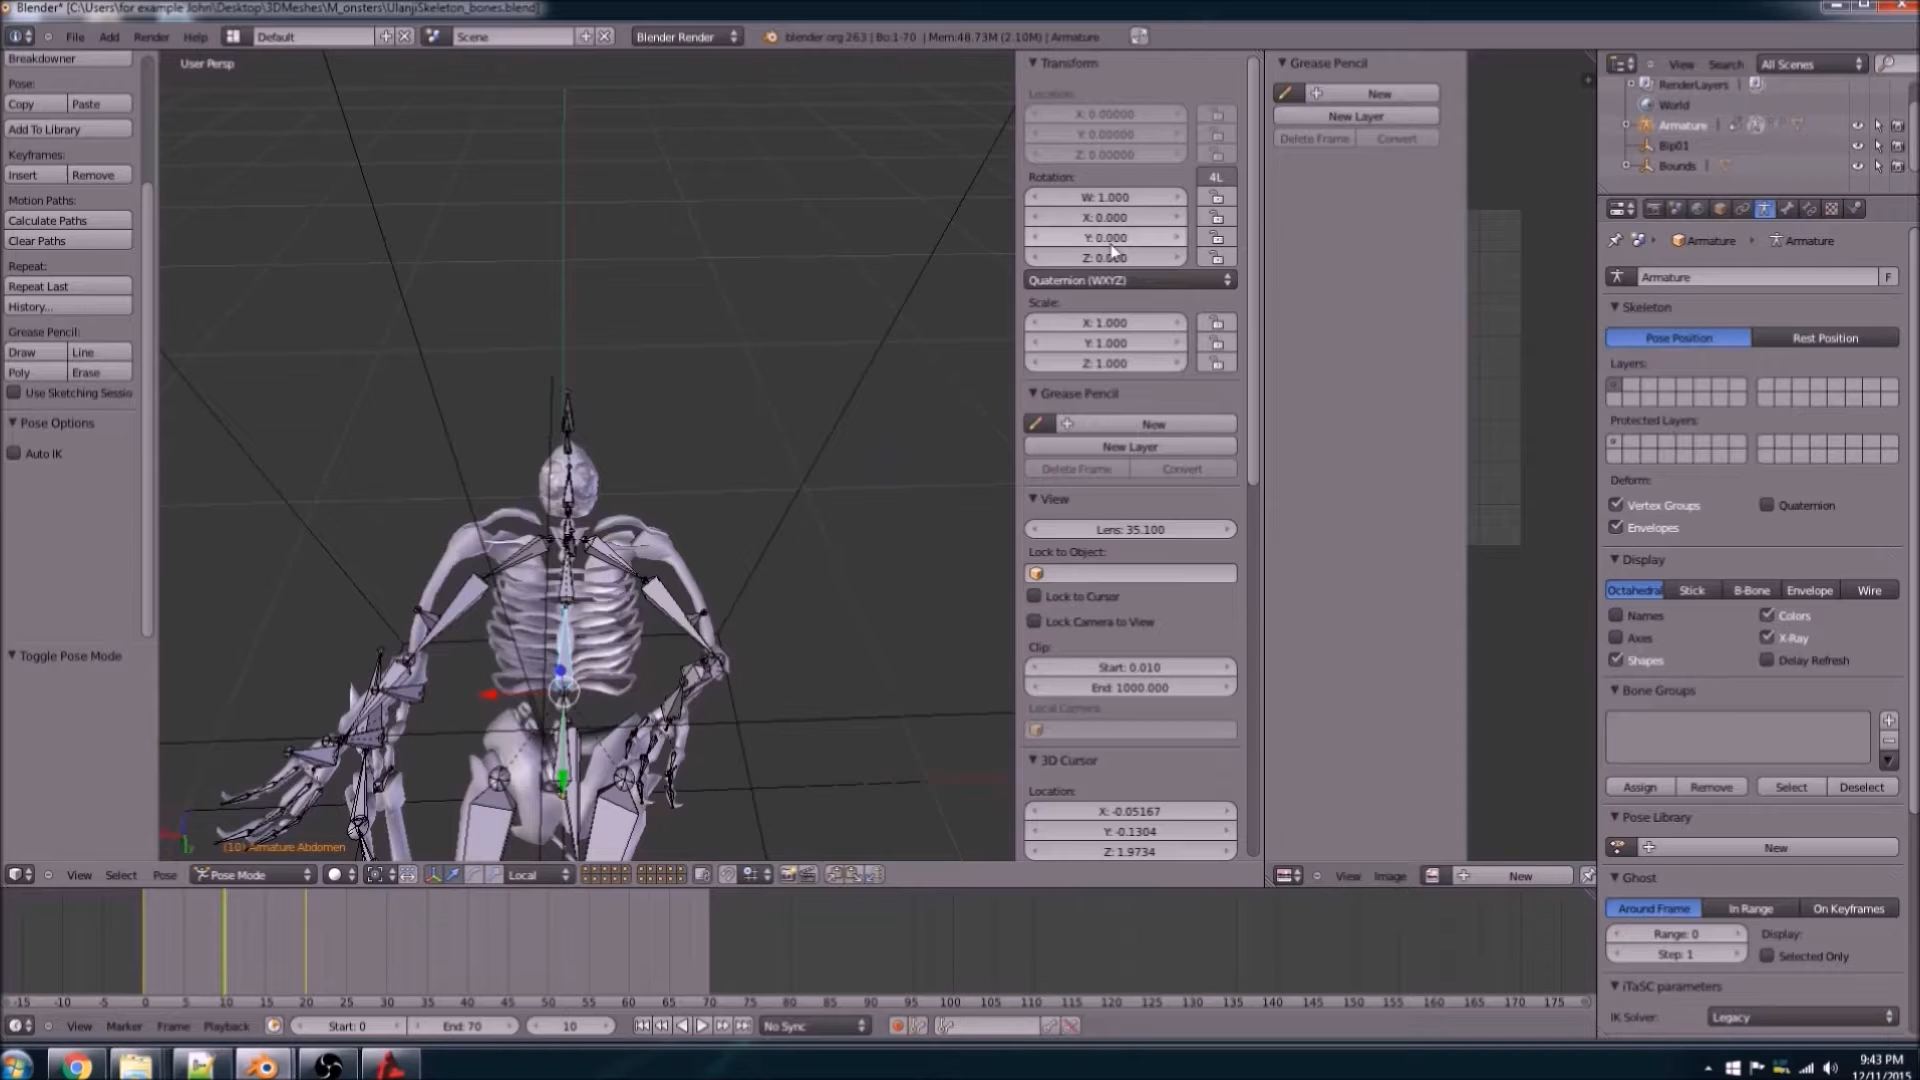 Blender* [C:\Users\for example John\Desktop\3DMeshes\M_onsters\UlanjiSkeleton_bones.blend]
File Add Render Help Default Scene Blender Render blender.org 263 | Bo:1-70 | Mem:48.73M (2.10M) | Armature
Breakdowner
Pose:
Copy Paste
Add To Library
Keyframes:
Insert Remove
Motion Paths:
Calculate Paths
Clear Paths
Repeat:
Repeat Last
History...
Grease Pencil:
Draw Line
Poly Erase
Use Sketching Sessio
Pose Options
Auto IK
Toggle Pose Mode
User Persp
(10) Armature Abdomen
Transform
Location:
X: 0.00000
Y: 0.00000
Z: 0.00000
Rotation: 4L
W: 1.000
X: 0.000
Y: 0.000
Z: 0.000
Quaternion (WXYZ)
Scale:
X: 1.000
Y: 1.000
Z: 1.000
Grease Pencil
New
New Layer
Delete Frame Convert
View
Lens: 35.100
Lock to Object:
Lock to Cursor
Lock Camera to View
Clip:
Start: 0.010
End: 1000.000
Local Camera:
3D Cursor
Location:
X: -0.05167
Y: -0.1304
Z: 1.9734
Grease Pencil
New
New Layer
Delete Frame Convert
View Search All Scenes
RenderLayers
World
Armature
Bip01
Bounds
Armature Armature
Armature F
Skeleton
Pose Position Rest Position
Layers:
Protected Layers:
Deform:
Vertex Groups Quaternion
Envelopes
Display
Octahedral Stick B-Bone Envelope Wire
Names Colors
Axes X-Ray
Shapes Delay Refresh
Bone Groups
Assign Remove Select Deselect
Pose Library
New
Ghost
Around Frame In Range On Keyframes
Range: 0 Display:
Step: 1 Selected Only
iTaSC parameters
IK Solver: Legacy
View Select Pose Pose Mode Local
View Image New
-15 -10 -5 0 5 10 15 20 25 30 35 40 45 50 55 60 65 70 75 80 85 90 95 100 105 110 115 120 125 130 135 140 145 150 155 160 165 170 175
View Marker Frame Playback Start: 0 End: 70 10 No Sync
9:43 PM
12/11/2015